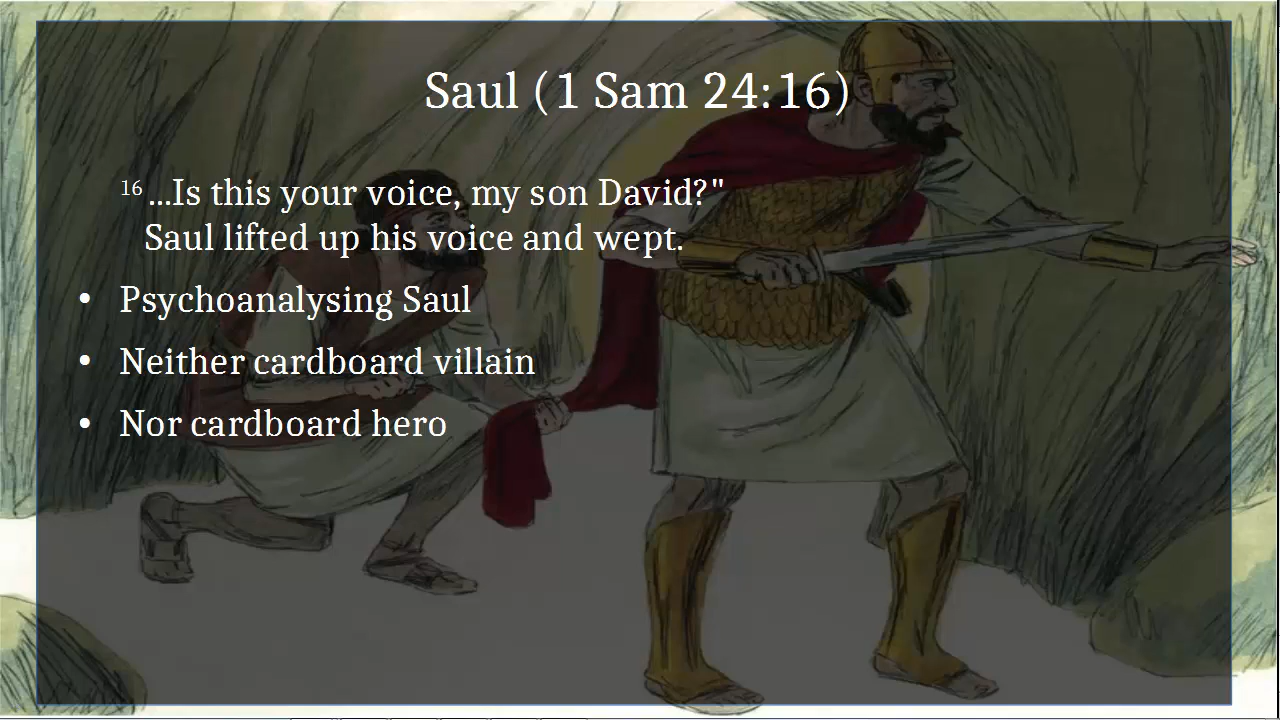 Saul (1 Sam 24:16)
16 ...Is this your voice, my son David?"
Saul lifted up his voice and wept.
• Psychoanalysing Saul
• Neither cardboard villain
• Nor cardboard hero